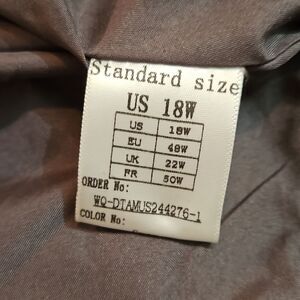 Standard size
US 18W
US 18W
EU 48W
UK 22W
FR 50W
ORDER No:
WQ-DTAMUS244276-1
COLOR No: